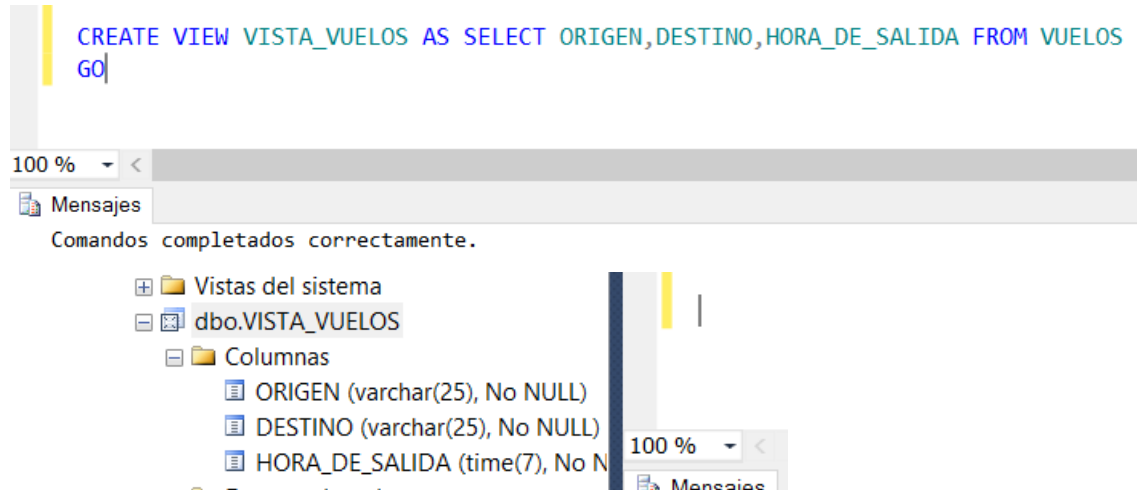 CREATE VIEW VISTA_VUELOS AS SELECT ORIGEN,DESTINO,HORA_DE_SALIDA FROM VUELOS
GO
100 %
Mensajes
Comandos completados correctamente.
Vistas del sistema
dbo.VISTA_VUELOS
Columnas
ORIGEN (varchar(25), No NULL)
DESTINO (varchar(25), No NULL)
HORA_DE_SALIDA (time(7), No N
100 %
Mensajes